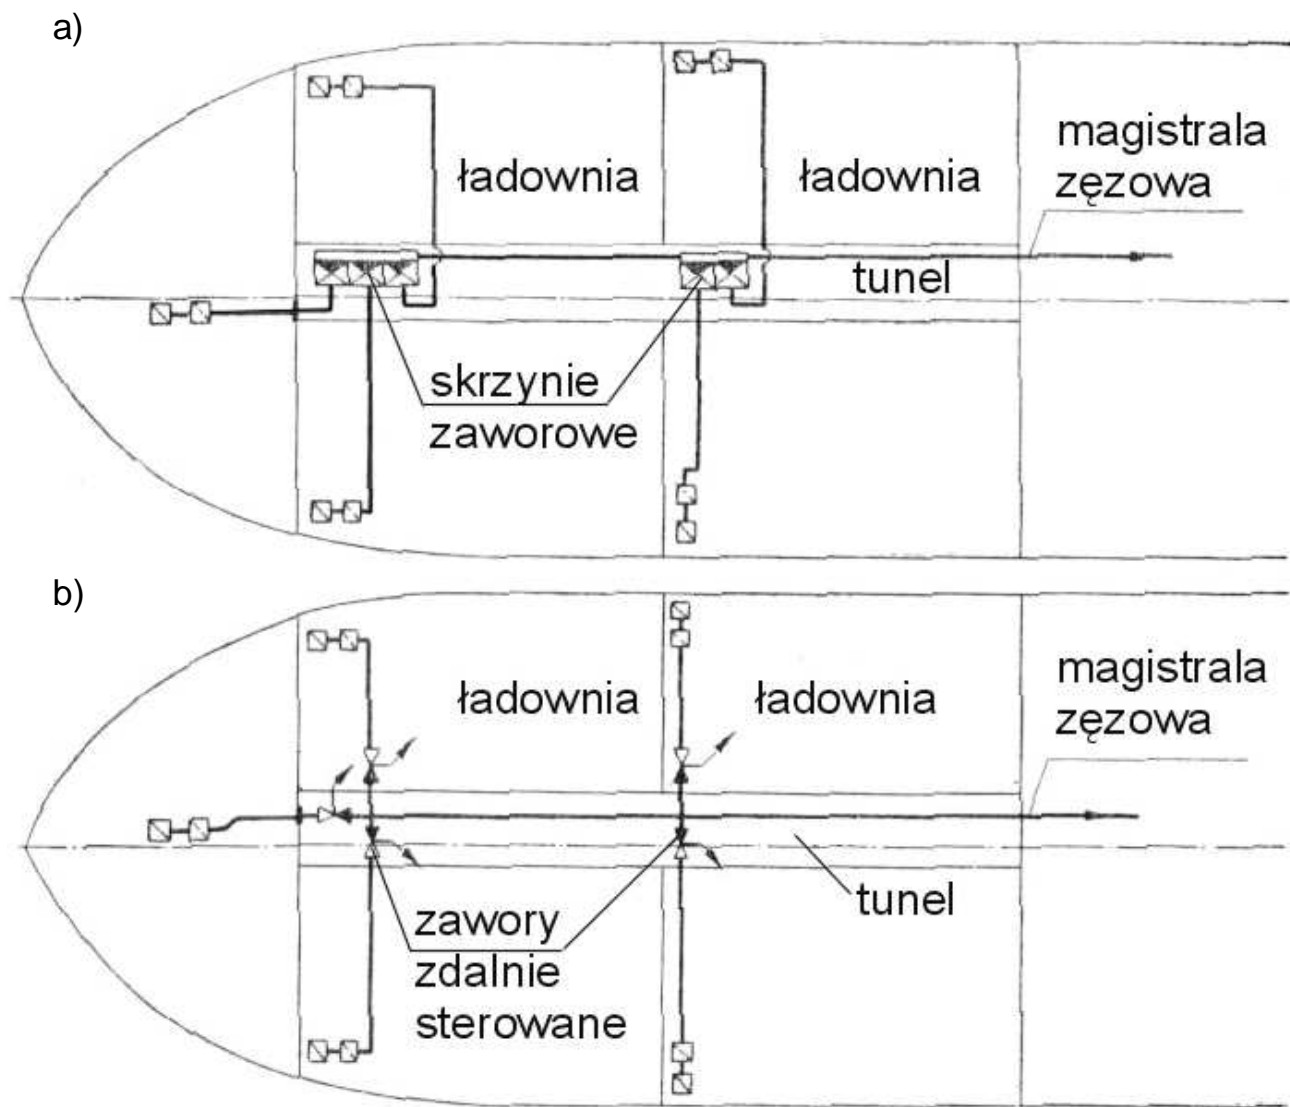 a)
magistrala
zęzowa
ładownia
ładownia
tunel
skrzynie
zaworowe
b)
magistrala
zęzowa
ładownia
ładownia
tunel
zawory
zdalnie
sterowane